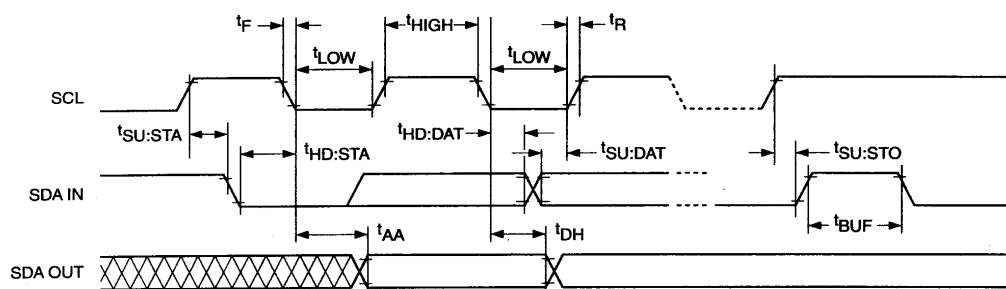 tF
tHIGH
tR
tLOW
tLOW
SCL
tSU:STA
tHD:STA
tHD:DAT
tSU:DAT
tSU:STO
SDA IN
tBUF
tAA
tDH
SDA OUT